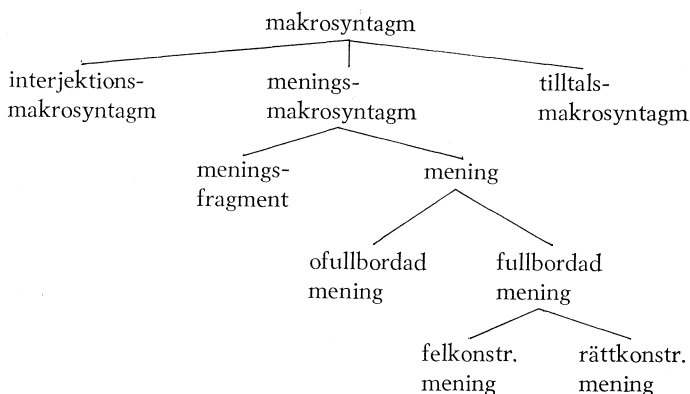 makrosyntagm
interjektions-
makrosyntagm
menings-
makrosyntagm
tilltals-
makrosyntagm
menings-
fragment
mening
ofullbordad
mening
fullbordad
mening
felkonstr.
mening
rättkonstr.
mening